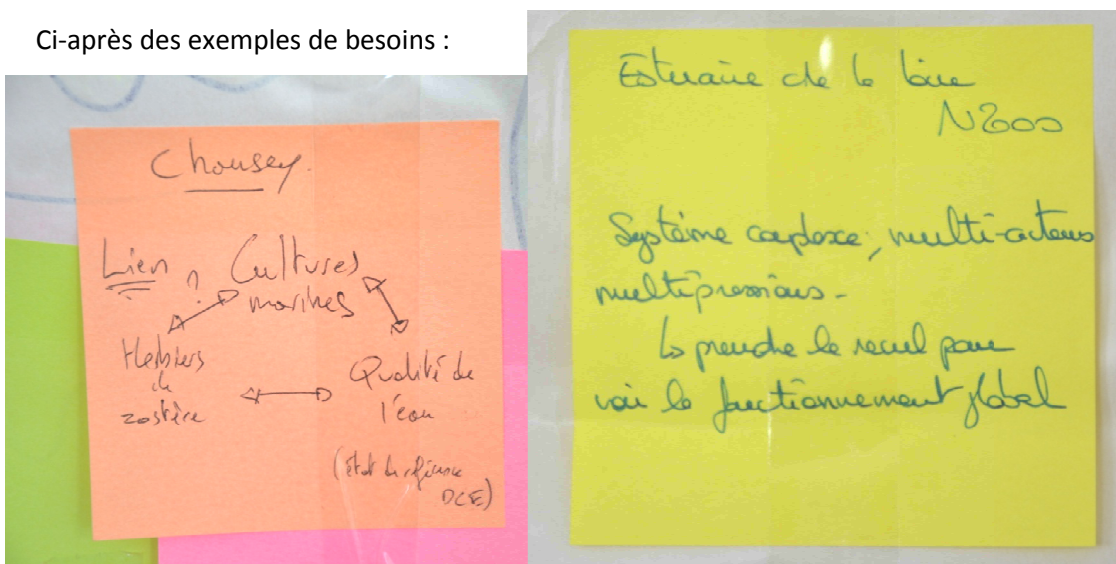 Ci-après des exemples de besoins :
Chousey.
Lien ? Cultures
marines
Herbiers
de
zostère
Qualité de
l'eau
(état de référence
DCE)
Estuaire de la Loire
N2000
Système complexe, multi-acteurs
multipressions -
↳ prendre le recul pour
voir le fonctionnement global